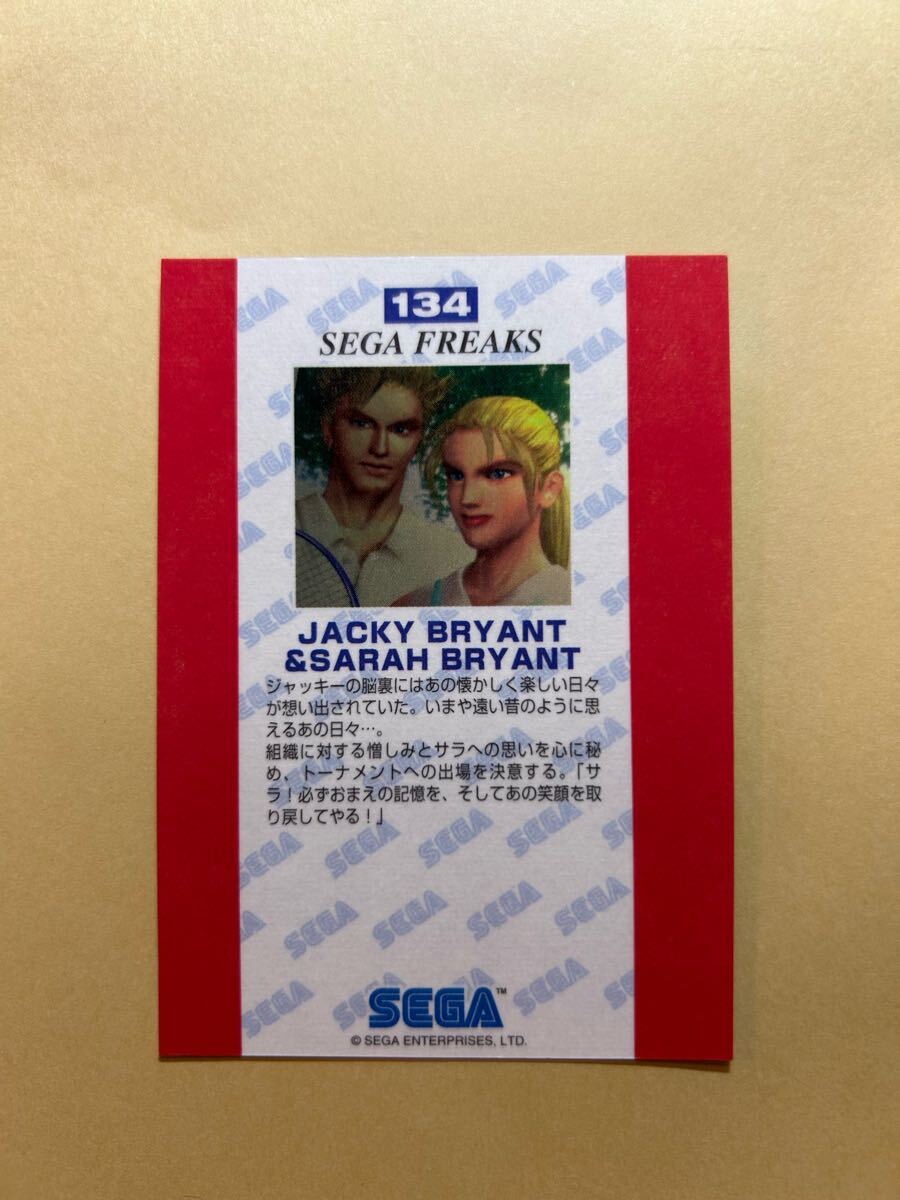 134
SEGA FREAKS
JACKY BRYANT
&SARAH BRYANT
ジャッキーの脳裏にはあの懐かしく楽しい日々
が想い出されていた。いまや遠い昔のように思
えるあの日々…。
組織に対する憎しみとサラへの思いを心に秘
め、トーナメントへの出場を決意する。「サ
ラ！必ずおまえの記憶を、そしてあの笑顔を取
り戻してやる！」
SEGA™
© SEGA ENTERPRISES, LTD.